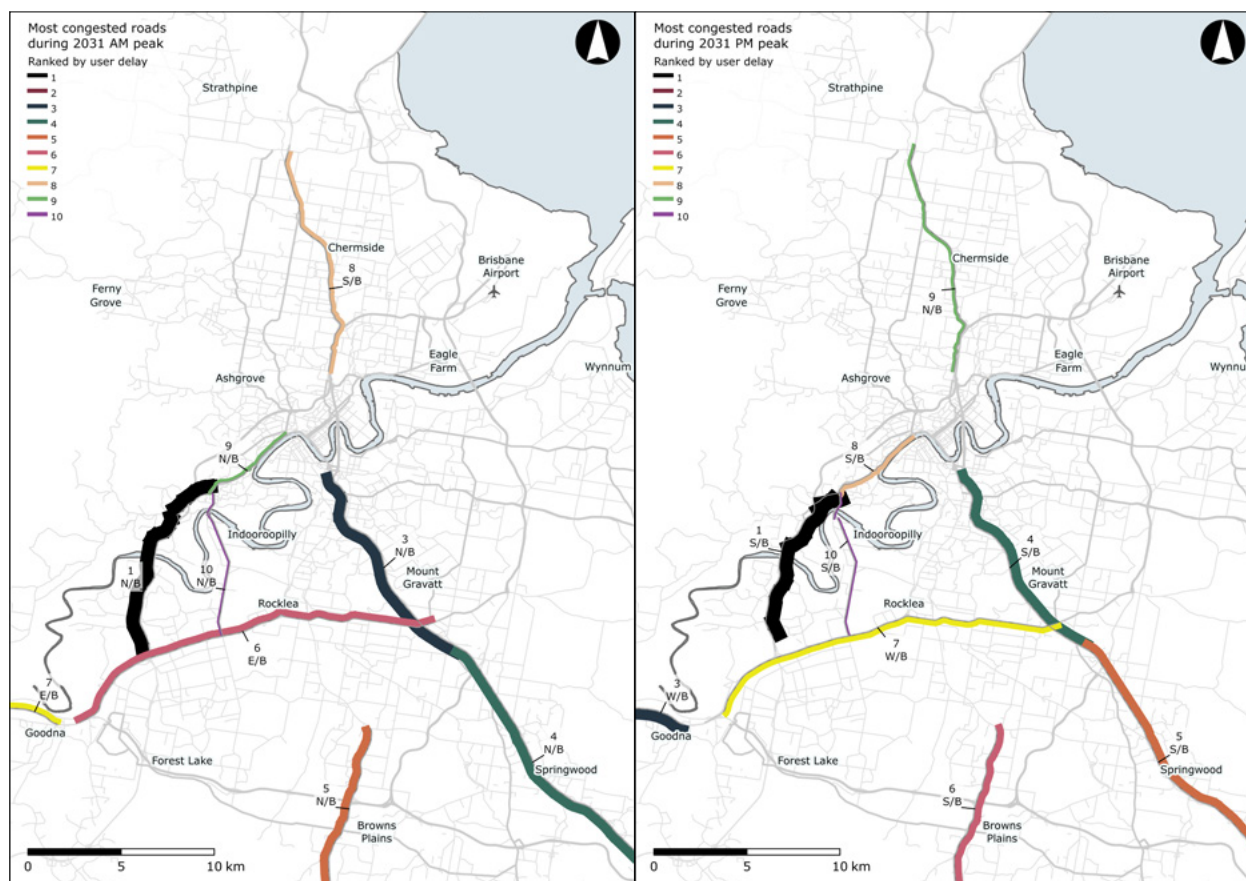 Most congested roads
during 2031 AM peak
Ranked by user delay
1
2
3
4
5
6
7
8
9
10
Strathpine
Chermside
8
S/B
Brisbane
Airport
Ferny
Grove
Eagle
Farm
Wynnum
Ashgrove
9
N/B
Indooroopilly
3
N/B
1
N/B
10
N/B
Mount
Gravatt
Rocklea
6
E/B
7
E/B
Goodna
4
N/B
Forest Lake
Springwood
5
N/B
Browns
Plains
0
5
10 km
Most congested roads
during 2031 PM peak
Ranked by user delay
1
2
3
4
5
6
7
8
9
10
Strathpine
Chermside
Brisbane
Airport
9
N/B
Ferny
Grove
Eagle
Farm
Wynnum
Ashgrove
8
S/B
Indooroopilly
1
S/B
10
S/B
4
S/B
Mount
Gravatt
Rocklea
7
W/B
3
W/B
Goodna
5
S/B
Forest Lake
Springwood
6
S/B
Browns
Plains
0
5
10 km